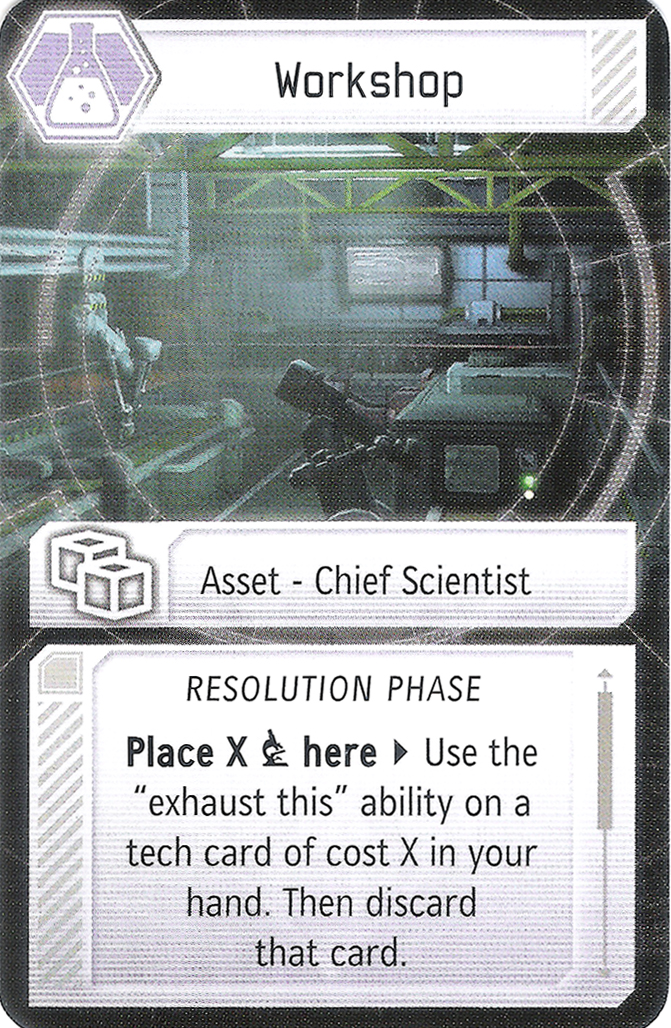 Workshop
Asset - Chief Scientist
RESOLUTION PHASE
Place X here ▸ Use the
“exhaust this” ability on a
tech card of cost X in your
hand. Then discard
that card.